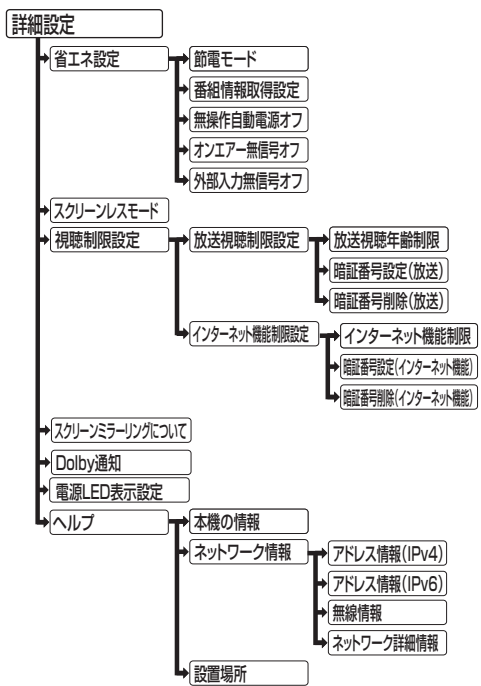 詳細設定
省エネ設定
節電モード
番組情報取得設定
無操作自動電源オフ
オンエアー無信号オフ
外部入力無信号オフ
スクリーンレスモード
視聴制限設定
放送視聴制限設定
放送視聴年齢制限
暗証番号設定(放送)
暗証番号削除(放送)
インターネット機能制限設定
インターネット機能制限
暗証番号設定(インターネット機能)
暗証番号削除(インターネット機能)
スクリーンミラーリングについて
Dolby通知
電源LED表示設定
ヘルプ
本機の情報
ネットワーク情報
アドレス情報(IPv4)
アドレス情報(IPv6)
無線情報
ネットワーク詳細情報
設置場所